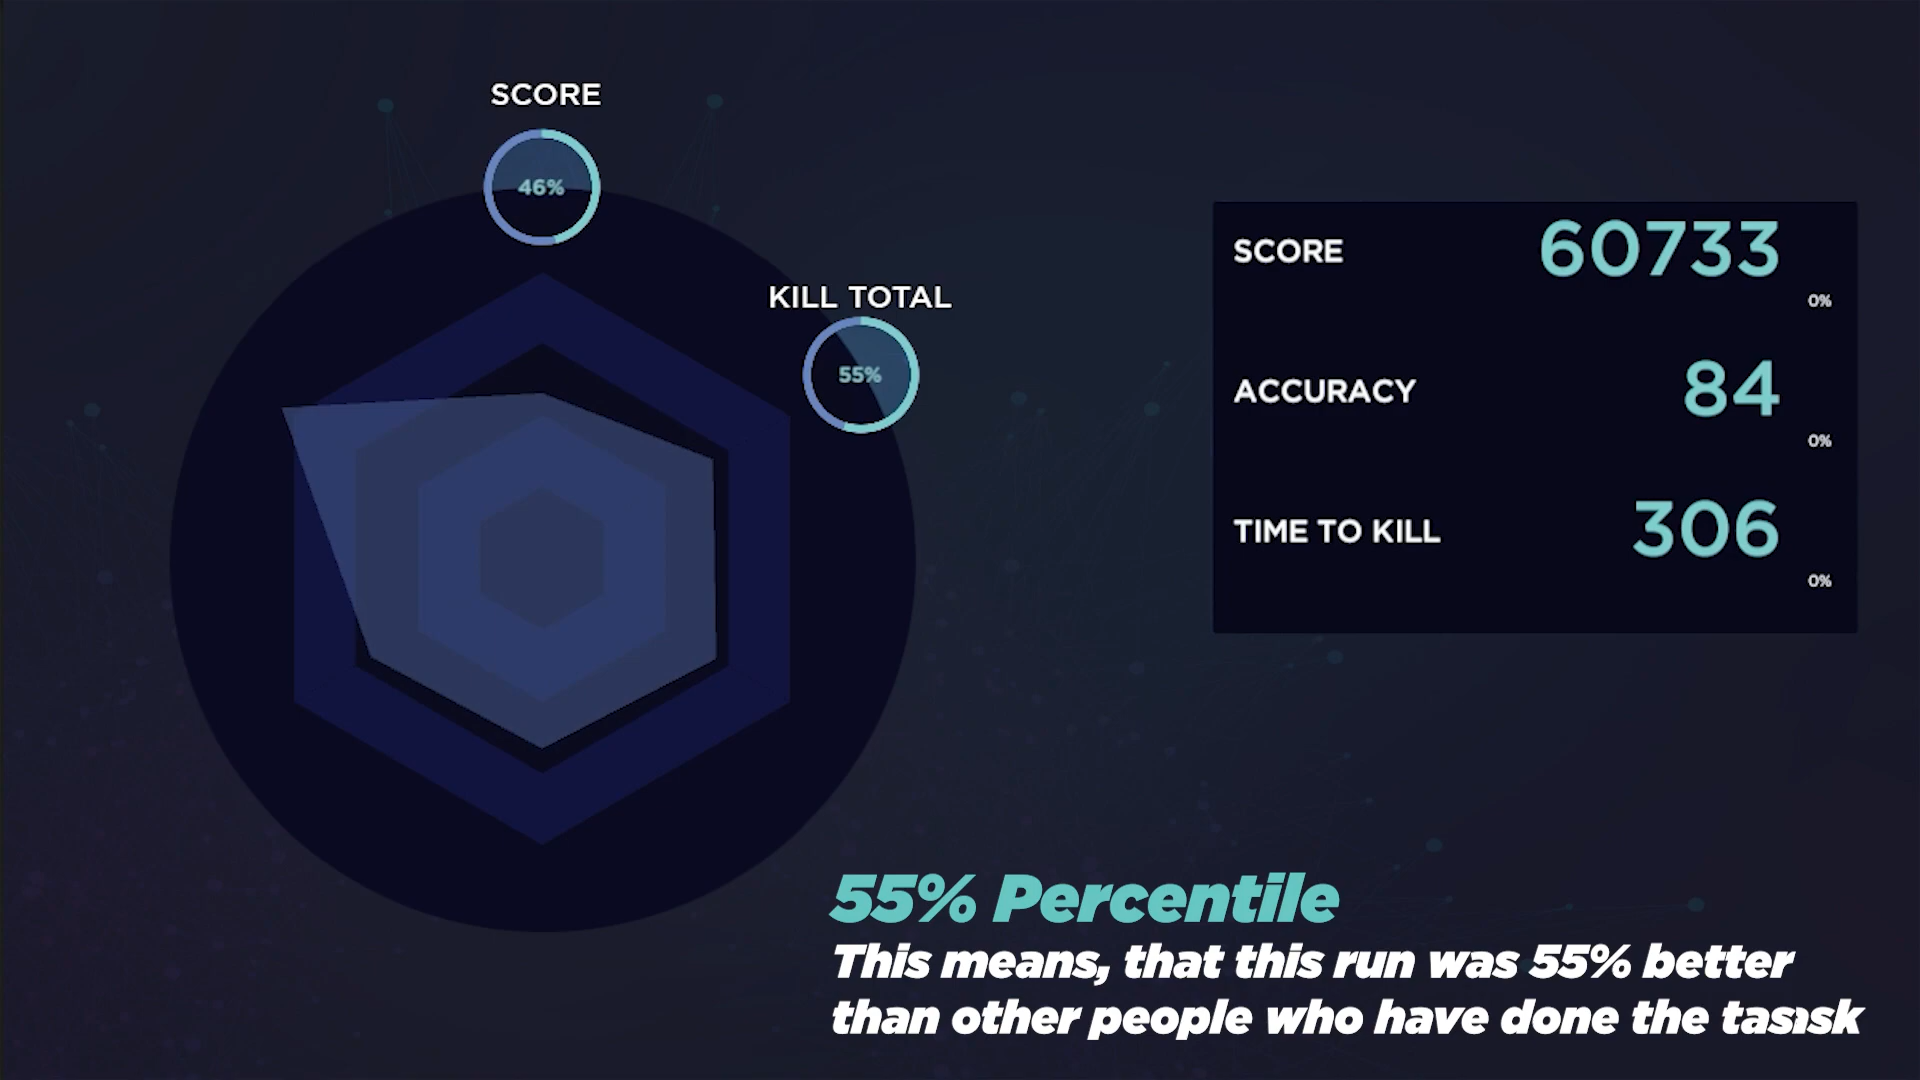 SCORE
46%
KILL TOTAL
55%
SCORE 60733
0%
ACCURACY 84
0%
TIME TO KILL 306
0%
55% Percentile
This means, that this run was 55% better
than other people who have done the